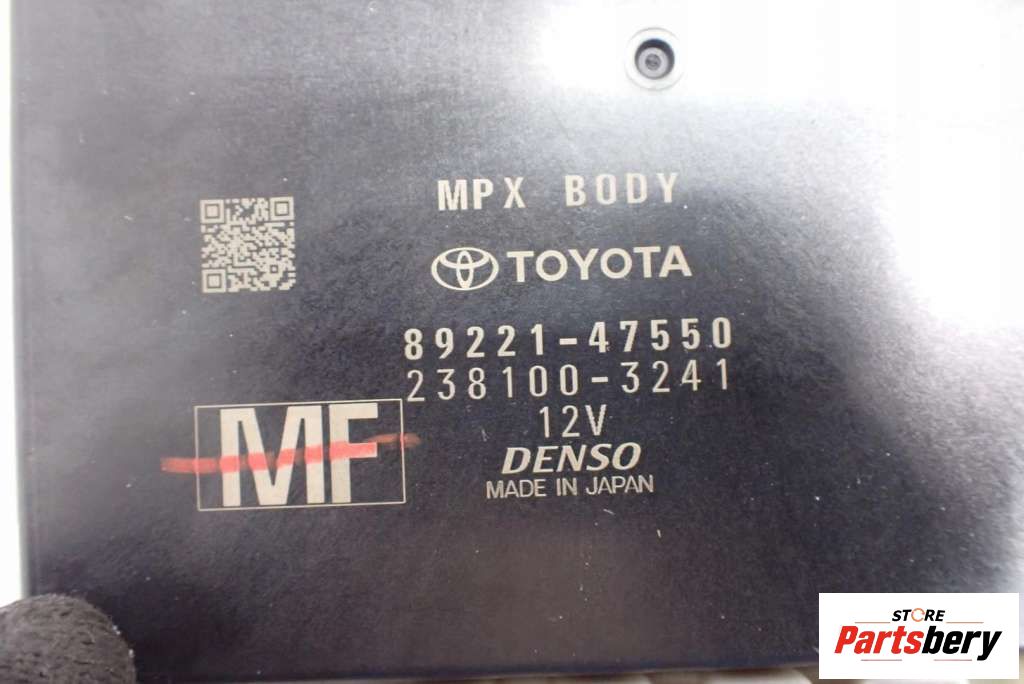 MPX BODY
TOYOTA
89221-47550
238100-3241
12V
MF
DENSO
MADE IN JAPAN
STORE
Partsbery